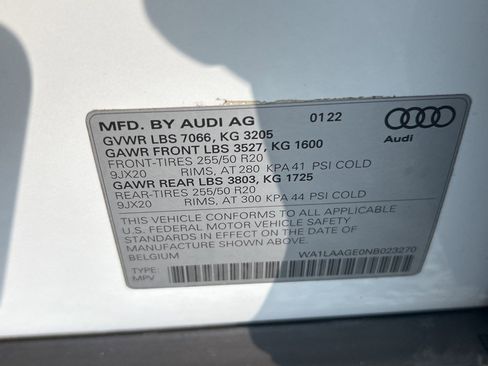 MFD. BY AUDI AG 01 22
GVWR LBS 7066, KG 3205
GAWR FRONT LBS 3527, KG 1600
FRONT-TIRES 255/50 R20
9JX20 RIMS, AT 280 KPA 41 PSI COLD
GAWR REAR LBS 3803, KG 1725
REAR-TIRES 255/50 R20
9JX20 RIMS, AT 300 KPA 44 PSI COLD
Audi
THIS VEHICLE CONFORMS TO ALL APPLICABLE
U.S. FEDERAL MOTOR VEHICLE SAFETY
STANDARDS IN EFFECT ON THE DATE OF
MANUFACTURE SHOWN ABOVE.
BELGIUM WA1LAAGE0NB023270
TYPE:
MPV